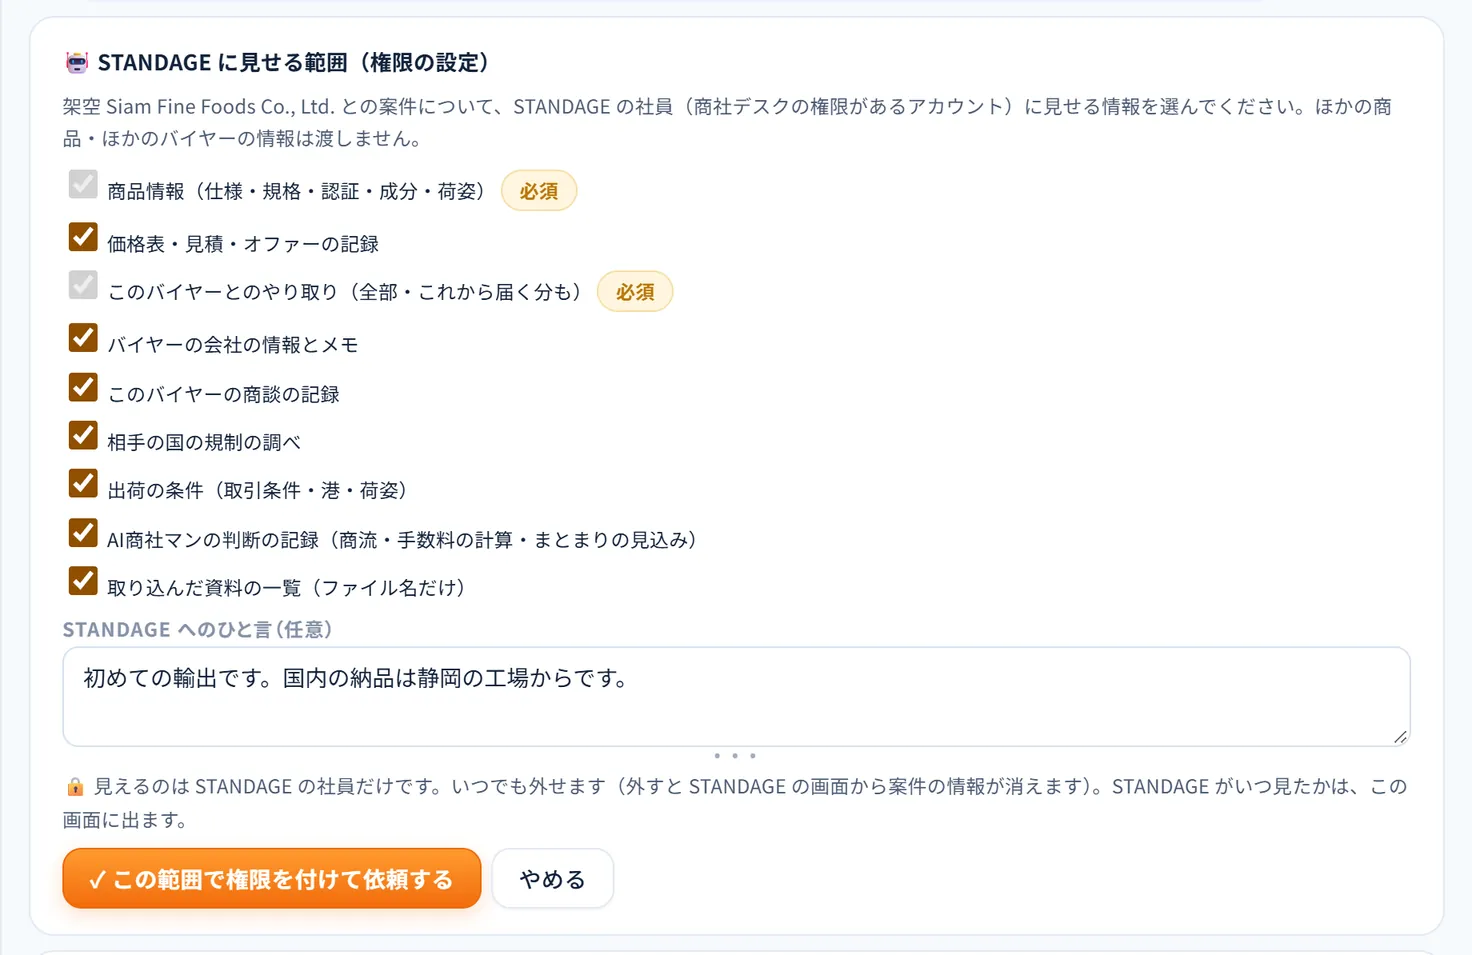 STANDAGE に見せる範囲（権限の設定）
架空 Siam Fine Foods Co., Ltd. との案件について、STANDAGE の社員（商社デスクの権限があるアカウント）に見せる情報を選んでください。ほかの商
品・ほかのバイヤーの情報は渡しません。
商品情報（仕様・規格・認証・成分・荷姿） 必須
価格表・見積・オファーの記録
このバイヤーとのやり取り（全部・これから届く分も） 必須
バイヤーの会社の情報とメモ
このバイヤーの商談の記録
相手の国の規制の調べ
出荷の条件（取引条件・港・荷姿）
AI商社マンの判断の記録（商流・手数料の計算・まとまりの見込み）
取り込んだ資料の一覧（ファイル名だけ）
STANDAGE へのひと言（任意）
初めての輸出です。国内の納品は静岡の工場からです。
見えるのは STANDAGE の社員だけです。いつでも外せます（外すと STANDAGE の画面から案件の情報が消えます）。STANDAGE がいつ見たかは、この
画面に出ます。
✓ この範囲で権限を付けて依頼する やめる